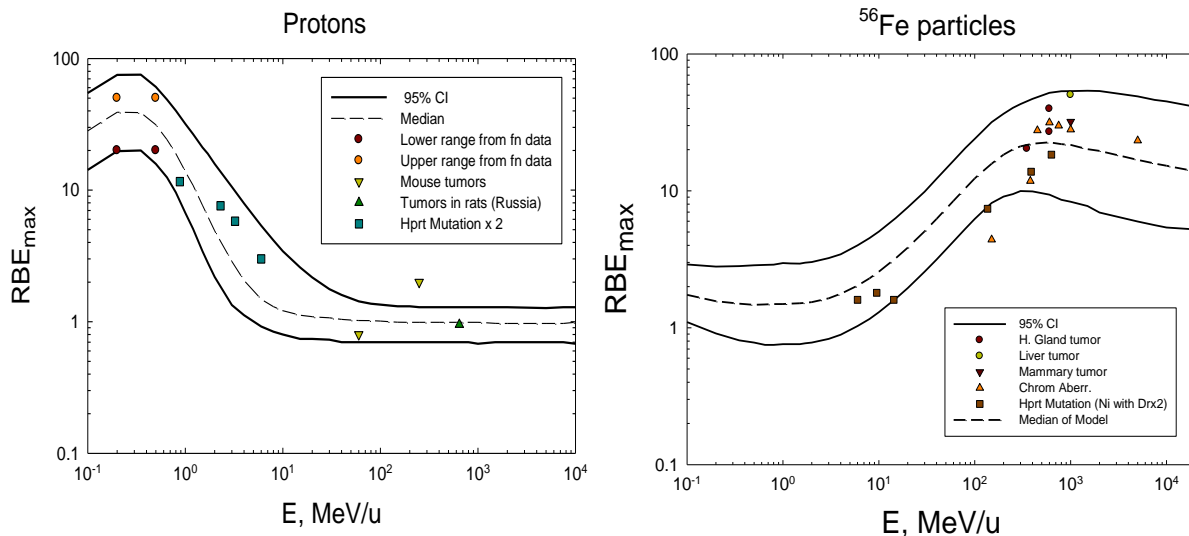 Protons
100
10
1
0.1
RBEmax
10-1 100 101 102 103 104
E, MeV/u
95% CI
Median
Lower range from fn data
Upper range from fn data
Mouse tumors
Tumors in rats (Russia)
Hprt Mutation x 2
56Fe particles
100
10
1
0.1
RBEmax
10-1 100 101 102 103 104
E, MeV/u
95% CI
H. Gland tumor
Liver tumor
Mammary tumor
Chrom Aberr.
Hprt Mutation (Ni with Drx2)
Median of Model